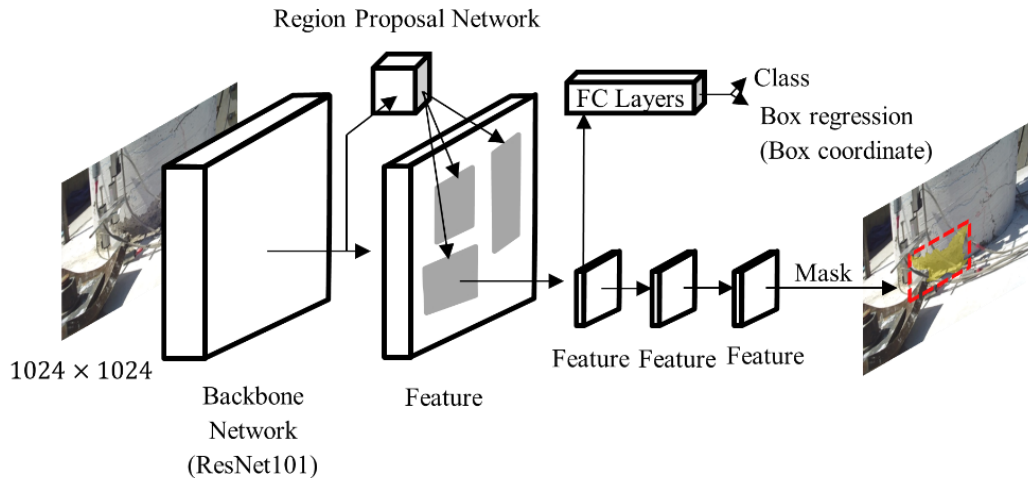 Region Proposal Network
FC Layers
Class
Box regression
(Box coordinate)
Mask
1024 × 1024
Feature
Feature
Feature
Backbone
Network
(ResNet101)
Feature